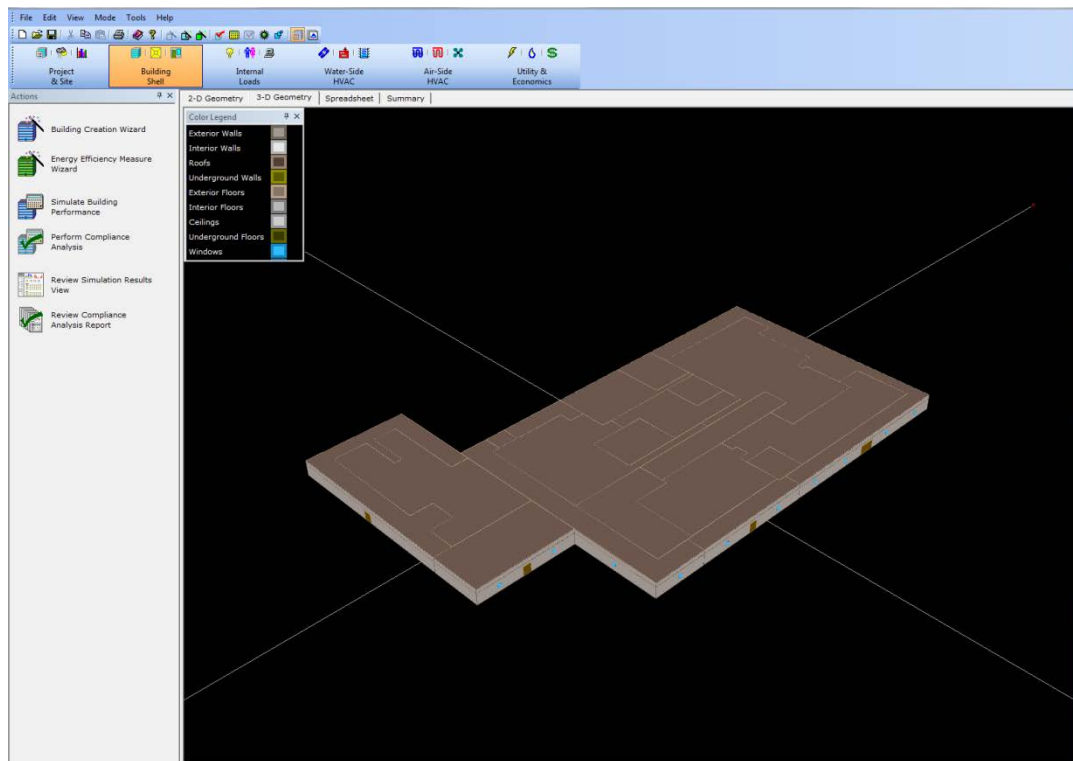 File Edit View Mode Tools Help
Project
& Site
Building
Shell
Internal
Loads
Water-Side
HVAC
Air-Side
HVAC
Utility &
Economics
Actions
2-D Geometry 3-D Geometry Spreadsheet Summary
Building Creation Wizard
Energy Efficiency Measure
Wizard
Simulate Building
Performance
Perform Compliance
Analysis
Review Simulation Results
View
Review Compliance
Analysis Report
Color Legend
Exterior Walls
Interior Walls
Roofs
Underground Walls
Exterior Floors
Interior Floors
Ceilings
Underground Floors
Windows